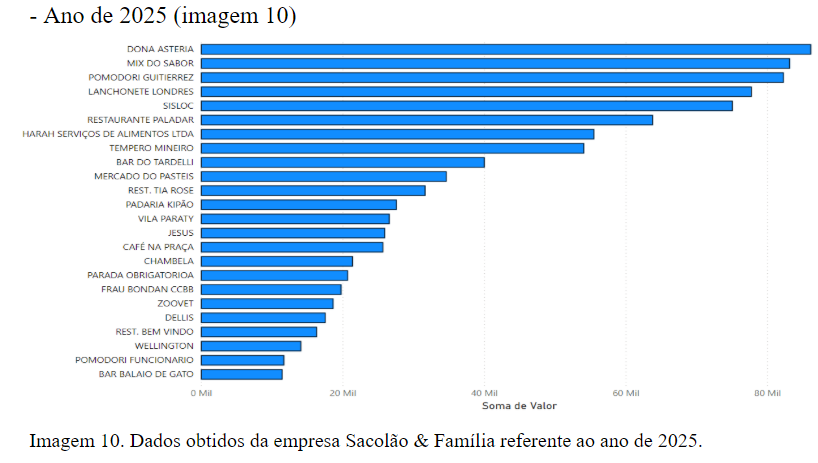 - Ano de 2025 (imagem 10)
DONA ASTERIA
MIX DO SABOR
POMODORI GUITIERREZ
LANCHONETE LONDRES
SISLOC
RESTAURANTE PALADAR
HARAH SERVIÇOS DE ALIMENTOS LTDA
TEMPERO MINEIRO
BAR DO TARDELLI
MERCADO DO PASTEIS
REST. TIA ROSE
PADARIA KIPÃO
VILA PARATY
JESUS
CAFÉ NA PRAÇA
CHAMBELA
PARADA OBRIGATORIOA
FRAU BONDAN CCBB
ZOOVET
DELLIS
REST. BEM VINDO
WELLINGTON
POMODORI FUNCIONARIO
BAR BALAIO DE GATO
0 Mil 20 Mil 40 Mil 60 Mil 80 Mil
Soma de Valor
Imagem 10. Dados obtidos da empresa Sacolão & Família referente ao ano de 2025.